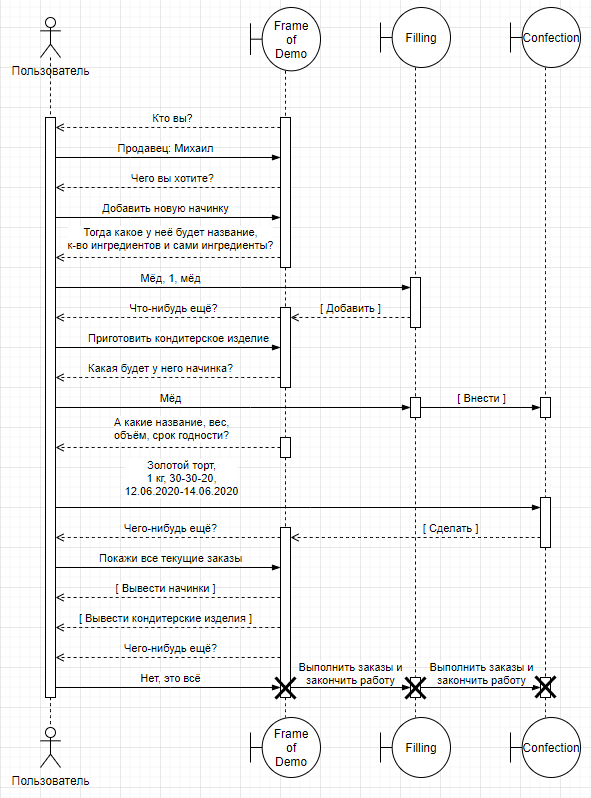 Frame
of
Demo
Filling
Confection
Пользователь
Кто вы?
Продавец: Михаил
Чего вы хотите?
Добавить новую начинку
Тогда какое у неё будет название,
к-во ингредиентов и сами ингредиенты?
Мёд, 1, мёд
Что-нибудь ещё?
[ Добавить ]
Приготовить кондитерское изделие
Какая будет у него начинка?
Мёд
[ Внести ]
А какие название, вес,
объём, срок годности?
Золотой торт,
1 кг, 30-30-20,
12.06.2020-14.06.2020
Чего-нибудь ещё?
[ Сделать ]
Покажи все текущие заказы
[ Вывести начинки ]
[ Вывести кондитерские изделия ]
Чего-нибудь ещё?
Нет, это всё
Выполнить заказы и
закончить работу
Выполнить заказы и
закончить работу
Frame
of
Demo
Filling
Confection
Пользователь